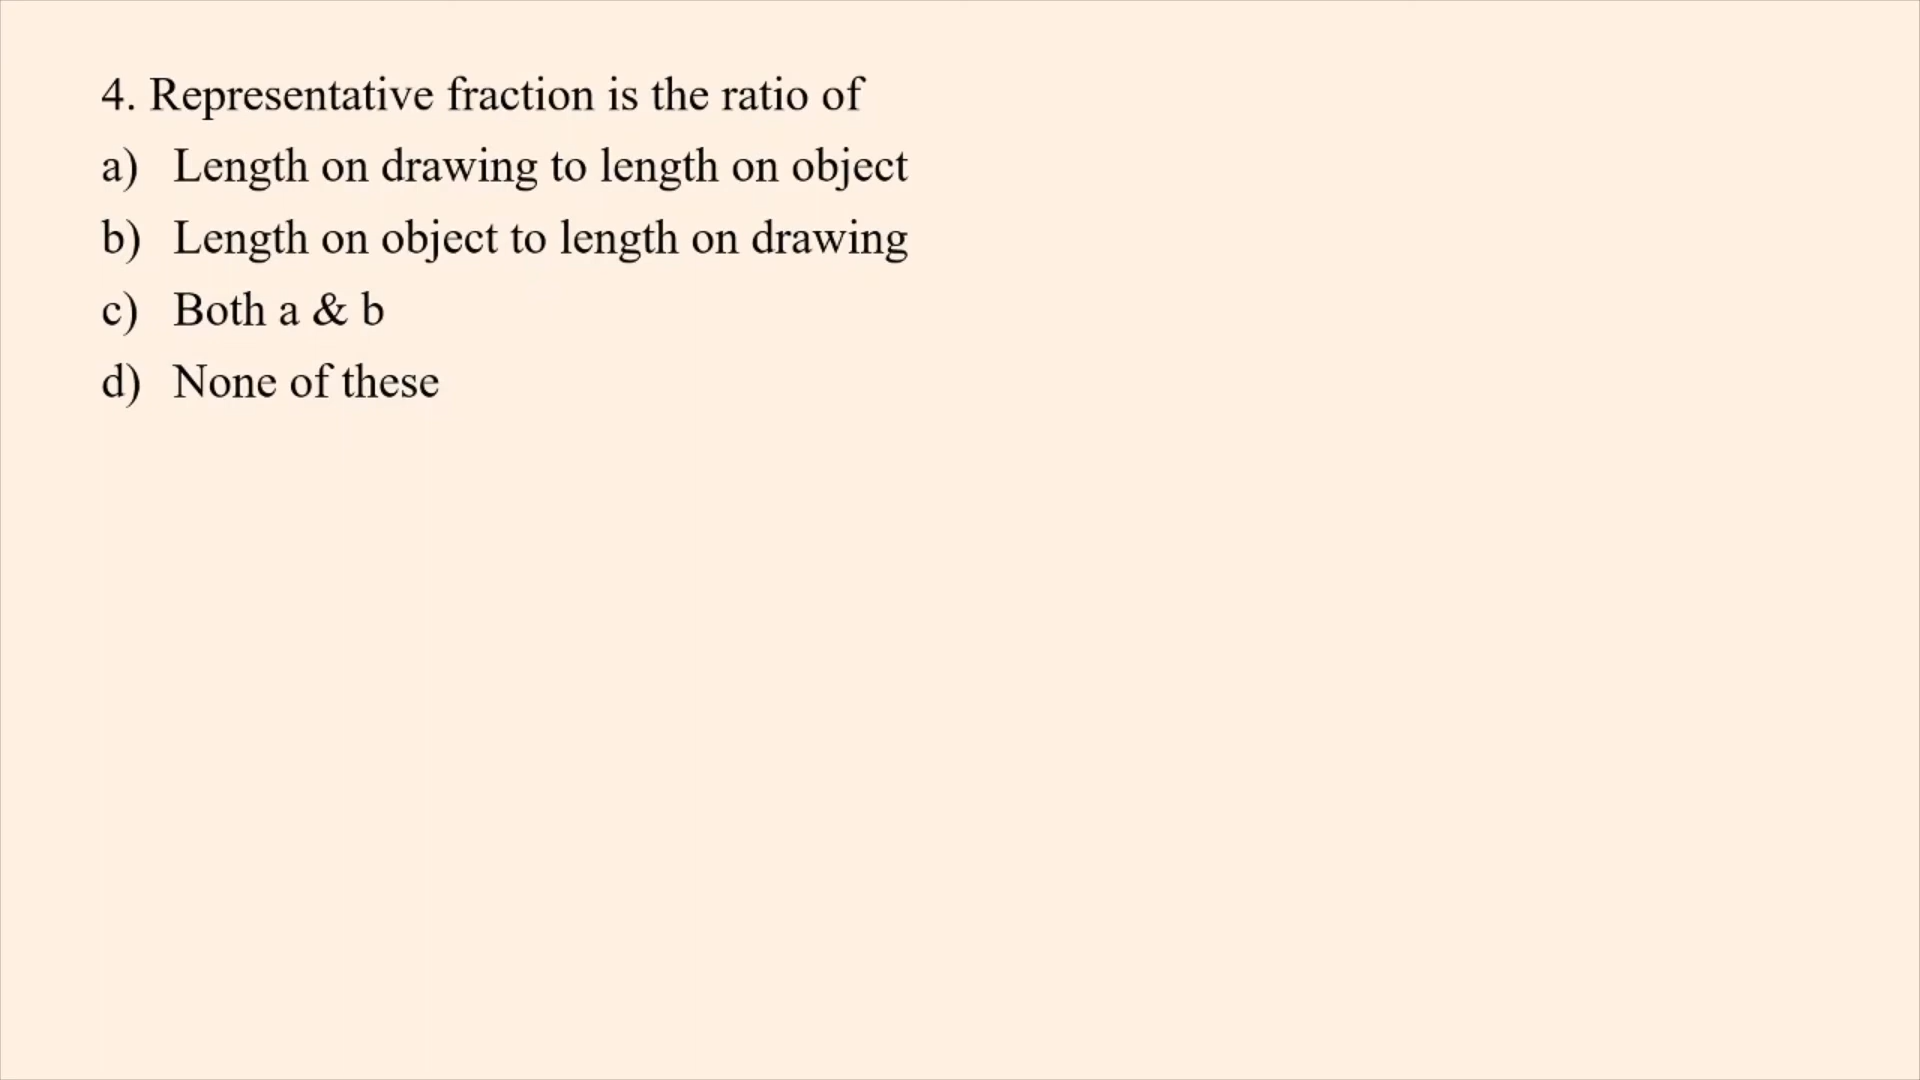 4. Representative fraction is the ratio of
a) Length on drawing to length on object
b) Length on object to length on drawing
c) Both a & b
d) None of these